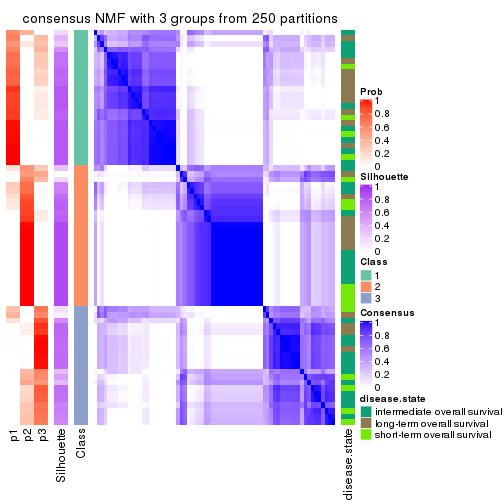 consensus NMF with 3 groups from 250 partitions
Prob
1
0.8
0.6
0.4
0.2
0
Silhouette
1
0.8
0.6
0.4
0.2
0
Class
1
2
3
Consensus
1
0.8
0.6
0.4
0.2
0
disease.state
intermediate overall survival
long-term overall survival
short-term overall survival
p1
p2
p3
Silhouette
Class
disease.state